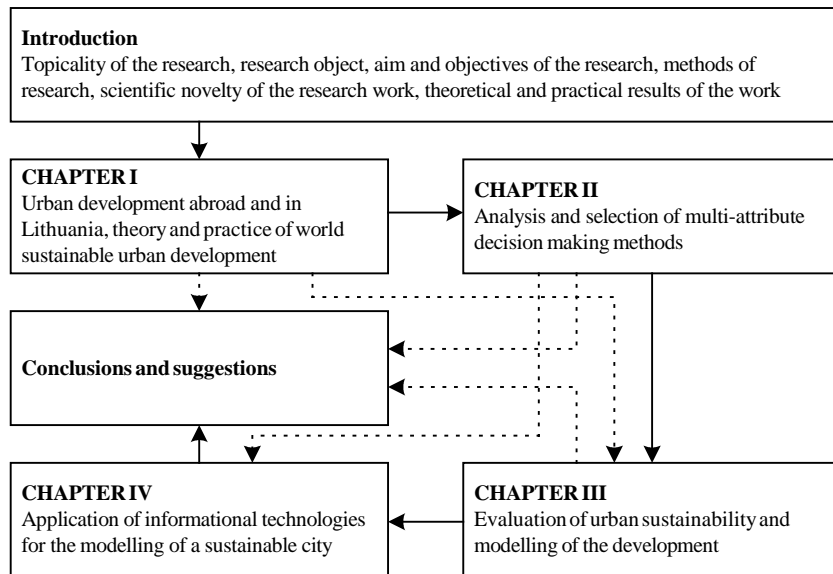 Introduction
Topicality of the research, research object, aim and objectives of the research, methods of
research, scientific novelty of the research work, theoretical and practical results of the work
CHAPTER I
Urban development abroad and in
Lithuania, theory and practice of world
sustainable urban development
CHAPTER II
Analysis and selection of multi-attribute
decision making methods
Conclusions and suggestions
CHAPTER IV
Application of informational technologies
for the modelling of a sustainable city
CHAPTER III
Evaluation of urban sustainability and
modelling of the development